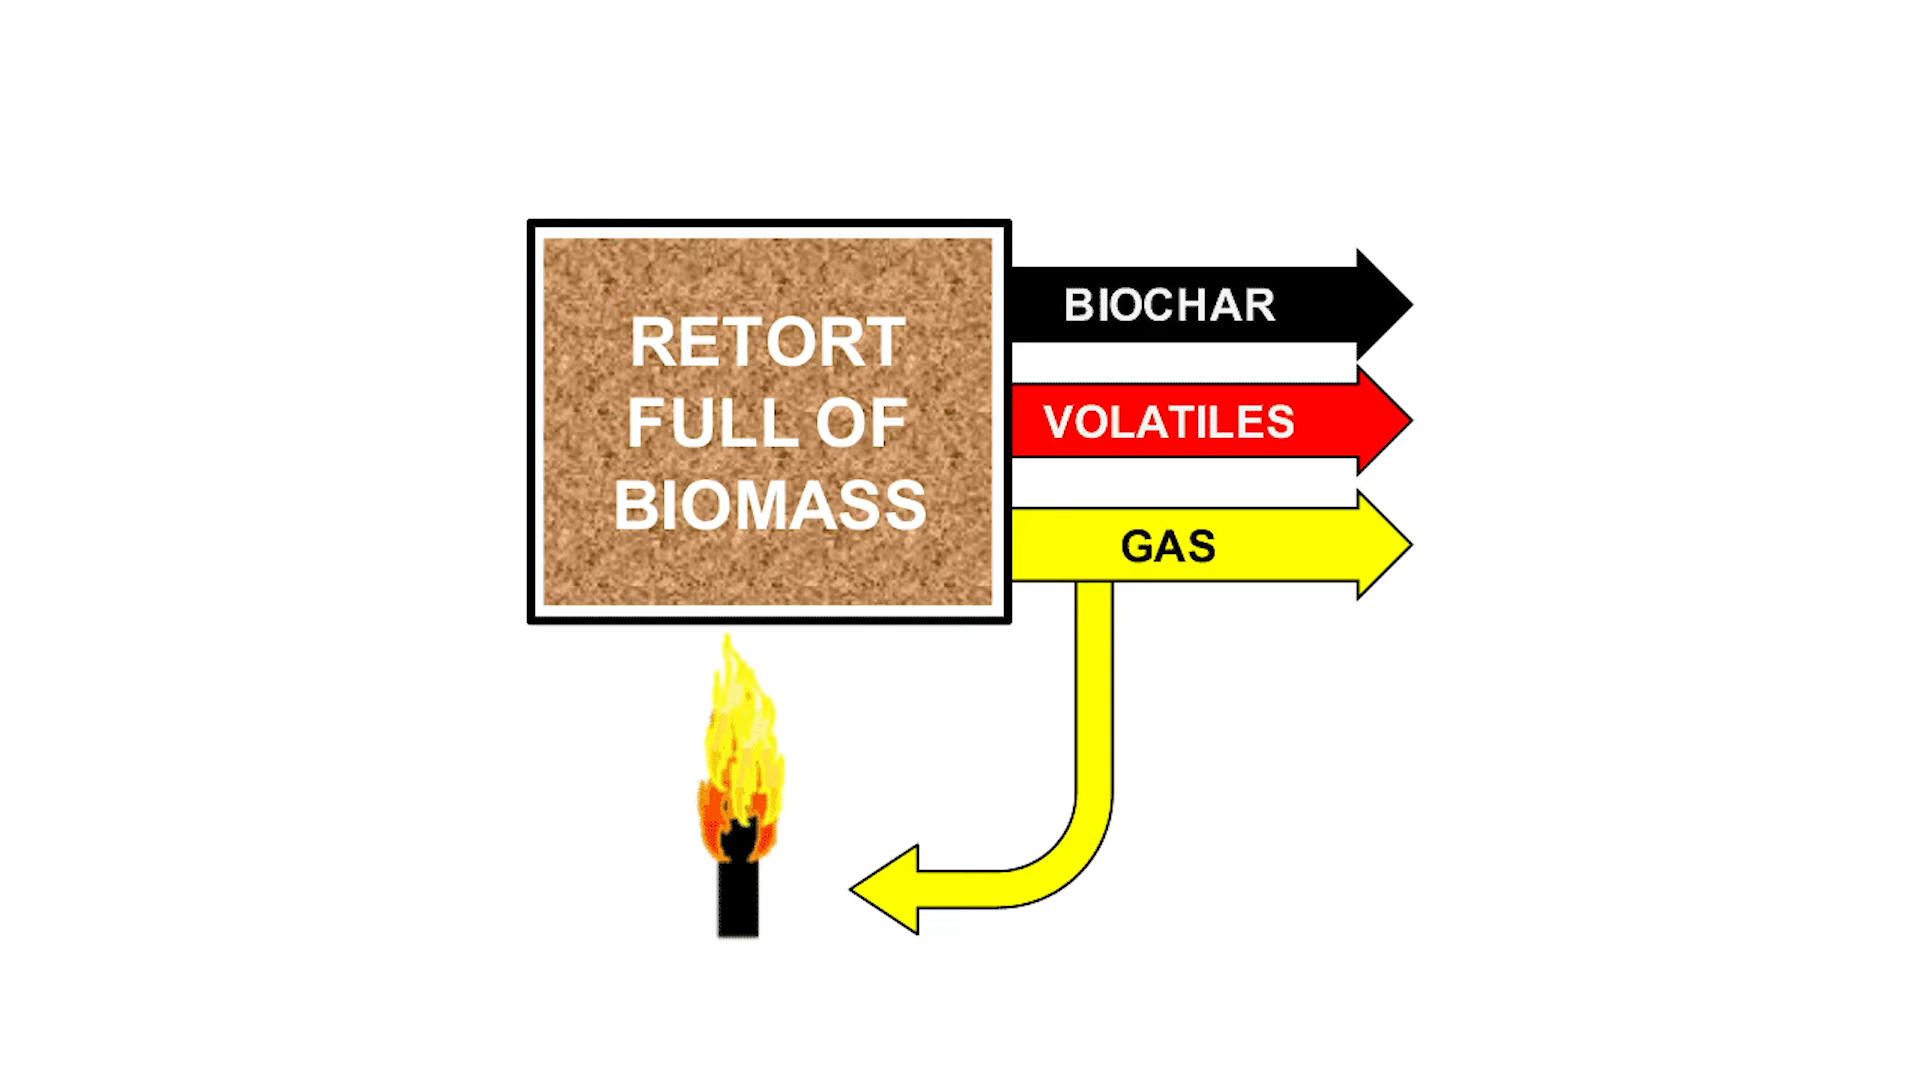 RETORT
FULL OF
BIOMASS
BIOCHAR
VOLATILES
GAS